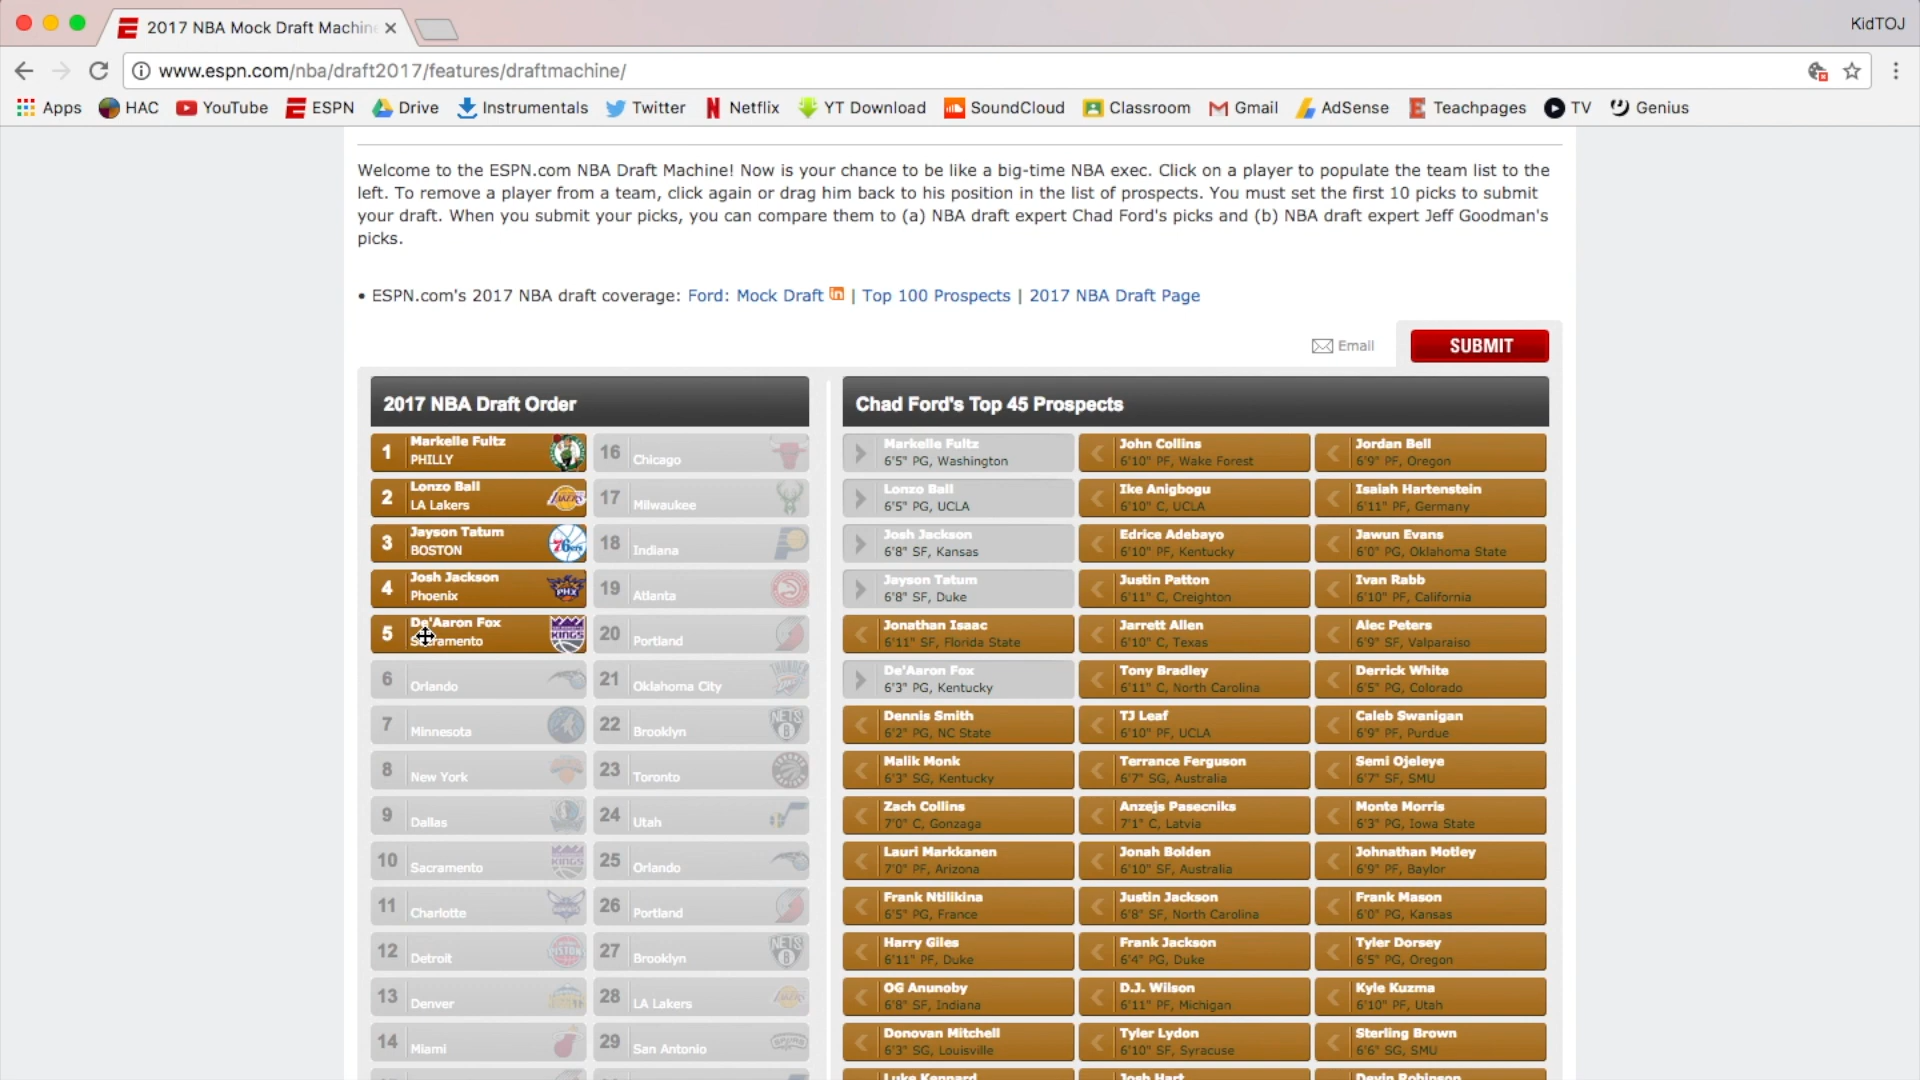 2017 NBA Mock Draft Machine
KidTOJ
www.espn.com/nba/draft2017/features/draftmachine/
Apps HAC YouTube ESPN Drive Instrumentals Twitter Netflix YT Download SoundCloud Classroom Gmail AdSense Teachpages TV Genius
Welcome to the ESPN.com NBA Draft Machine! Now is your chance to be like a big-time NBA exec. Click on a player to populate the team list to the
left. To remove a player from a team, click again or drag him back to his position in the list of prospects. You must set the first 10 picks to submit
your draft. When you submit your picks, you can compare them to (a) NBA draft expert Chad Ford's picks and (b) NBA draft expert Jeff Goodman's
picks.
• ESPN.com's 2017 NBA draft coverage: Ford: Mock Draft in | Top 100 Prospects | 2017 NBA Draft Page
Email
SUBMIT
2017 NBA Draft Order
1 Markelle Fultz
PHILLY
2 Lonzo Ball
LA Lakers
3 Jayson Tatum
BOSTON
4 Josh Jackson
Phoenix
5 De'Aaron Fox
Sacramento
6 Orlando
7 Minnesota
8 New York
9 Dallas
10 Sacramento
11 Charlotte
12 Detroit
13 Denver
14 Miami
16 Chicago
17 Milwaukee
18 Indiana
19 Atlanta
20 Portland
21 Oklahoma City
22 Brooklyn
23 Toronto
24 Utah
25 Orlando
26 Portland
27 Brooklyn
28 LA Lakers
29 San Antonio
Chad Ford's Top 45 Prospects
Markelle Fultz
6'5" PG, Washington
Lonzo Ball
6'5" PG, UCLA
Josh Jackson
6'8" SF, Kansas
Jayson Tatum
6'8" SF, Duke
Jonathan Isaac
6'11" SF, Florida State
De'Aaron Fox
6'3" PG, Kentucky
Dennis Smith
6'2" PG, NC State
Malik Monk
6'3" SG, Kentucky
Zach Collins
7'0" C, Gonzaga
Lauri Markkanen
7'0" PF, Arizona
Frank Ntilikina
6'5" PG, France
Harry Giles
6'11" PF, Duke
OG Anunoby
6'8" SF, Indiana
Donovan Mitchell
6'3" SG, Louisville
Luke Kennard
John Collins
6'10" PF, Wake Forest
Ike Anigbogu
6'10" C, UCLA
Edrice Adebayo
6'10" PF, Kentucky
Justin Patton
6'11" C, Creighton
Jarrett Allen
6'10" C, Texas
Tony Bradley
6'11" C, North Carolina
TJ Leaf
6'10" PF, UCLA
Terrance Ferguson
6'7" SG, Australia
Anzejs Pasecniks
7'1" C, Latvia
Jonah Bolden
6'10" SF, Australia
Justin Jackson
6'8" SF, North Carolina
Frank Jackson
6'4" PG, Duke
D.J. Wilson
6'11" PF, Michigan
Tyler Lydon
6'10" SF, Syracuse
Josh Hart
Jordan Bell
6'9" PF, Oregon
Isaiah Hartenstein
6'11" PF, Germany
Jawun Evans
6'0" PG, Oklahoma State
Ivan Rabb
6'10" PF, California
Alec Peters
6'9" SF, Valparaiso
Derrick White
6'5" PG, Colorado
Caleb Swanigan
6'9" PF, Purdue
Semi Ojeleye
6'7" SF, SMU
Monte Morris
6'3" PG, Iowa State
Johnathan Motley
6'9" PF, Baylor
Frank Mason
6'0" PG, Kansas
Tyler Dorsey
6'5" PG, Oregon
Kyle Kuzma
6'10" PF, Utah
Sterling Brown
6'6" SG, SMU
Devin Robinson